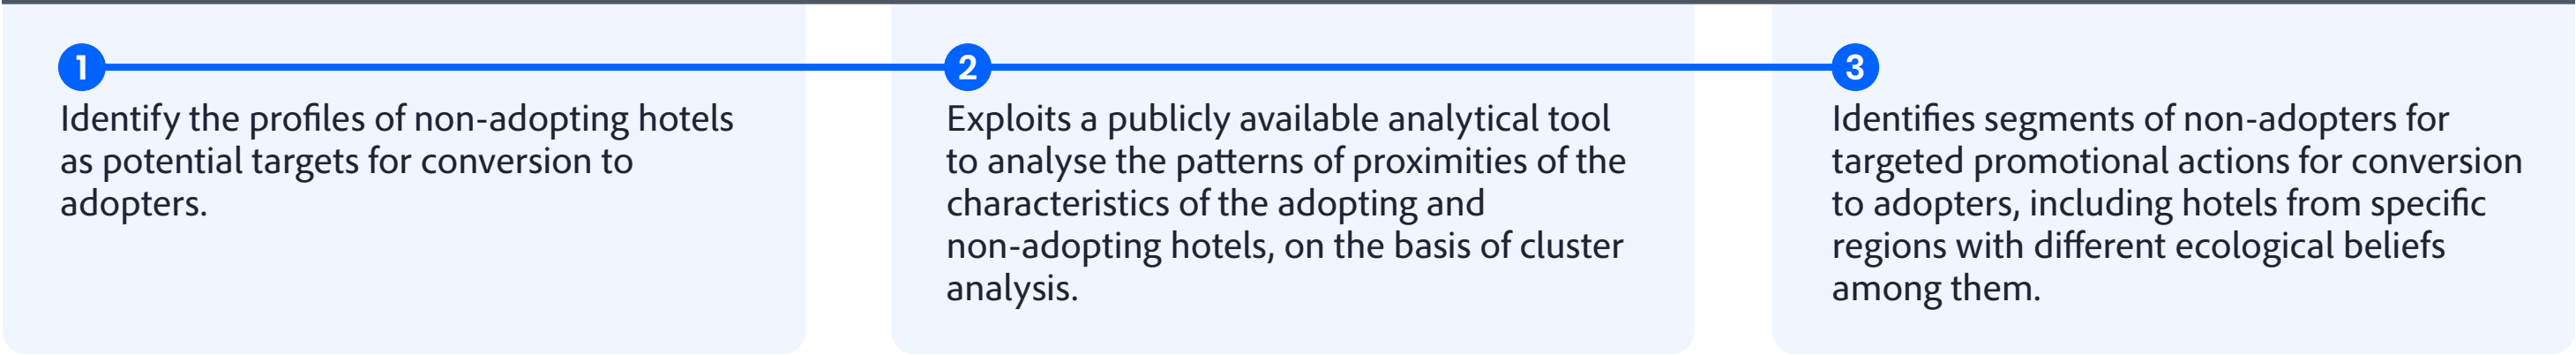 1
Identify the profiles of non-adopting hotels
as potential targets for conversion to
adopters.
2
Exploits a publicly available analytical tool
to analyse the patterns of proximities of the
characteristics of the adopting and
non-adopting hotels, on the basis of cluster
analysis.
3
Identifies segments of non-adopters for
targeted promotional actions for conversion
to adopters, including hotels from specific
regions with different ecological beliefs
among them.